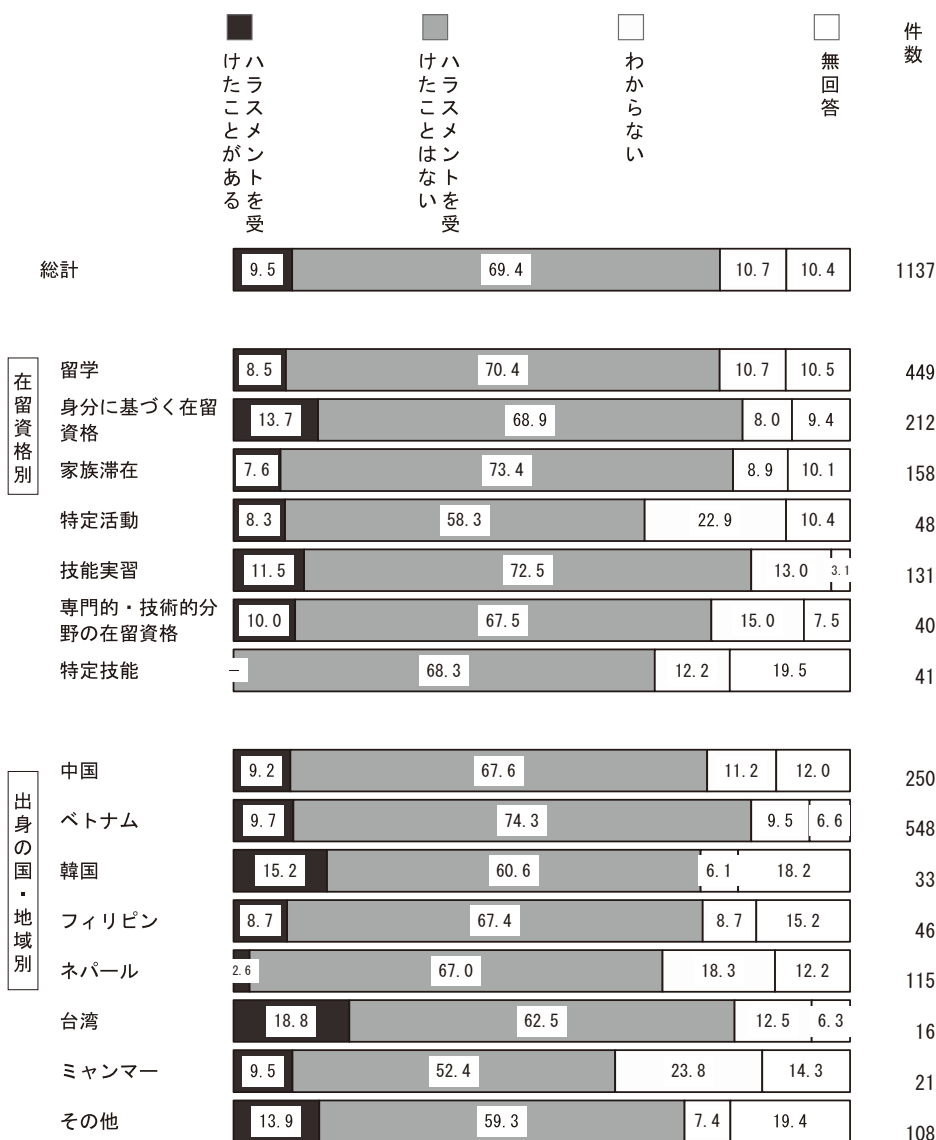 ハラスメントを受
けたことがある
ハラスメントを受
けたことはない
わからない
無回答
件数
総計 9.5 69.4 10.7 10.4 1137
在留資格別
留学 8.5 70.4 10.7 10.5 449
身分に基づく在留
資格 13.7 68.9 8.0 9.4 212
家族滞在 7.6 73.4 8.9 10.1 158
特定活動 8.3 58.3 22.9 10.4 48
技能実習 11.5 72.5 13.0 3.1 131
専門的・技術的分
野の在留資格 10.0 67.5 15.0 7.5 40
特定技能 - 68.3 12.2 19.5 41
出身の国・地域別
中国 9.2 67.6 11.2 12.0 250
ベトナム 9.7 74.3 9.5 6.6 548
韓国 15.2 60.6 6.1 18.2 33
フィリピン 8.7 67.4 8.7 15.2 46
ネパール 2.6 67.0 18.3 12.2 115
台湾 18.8 62.5 12.5 6.3 16
ミャンマー 9.5 52.4 23.8 14.3 21
その他 13.9 59.3 7.4 19.4 108